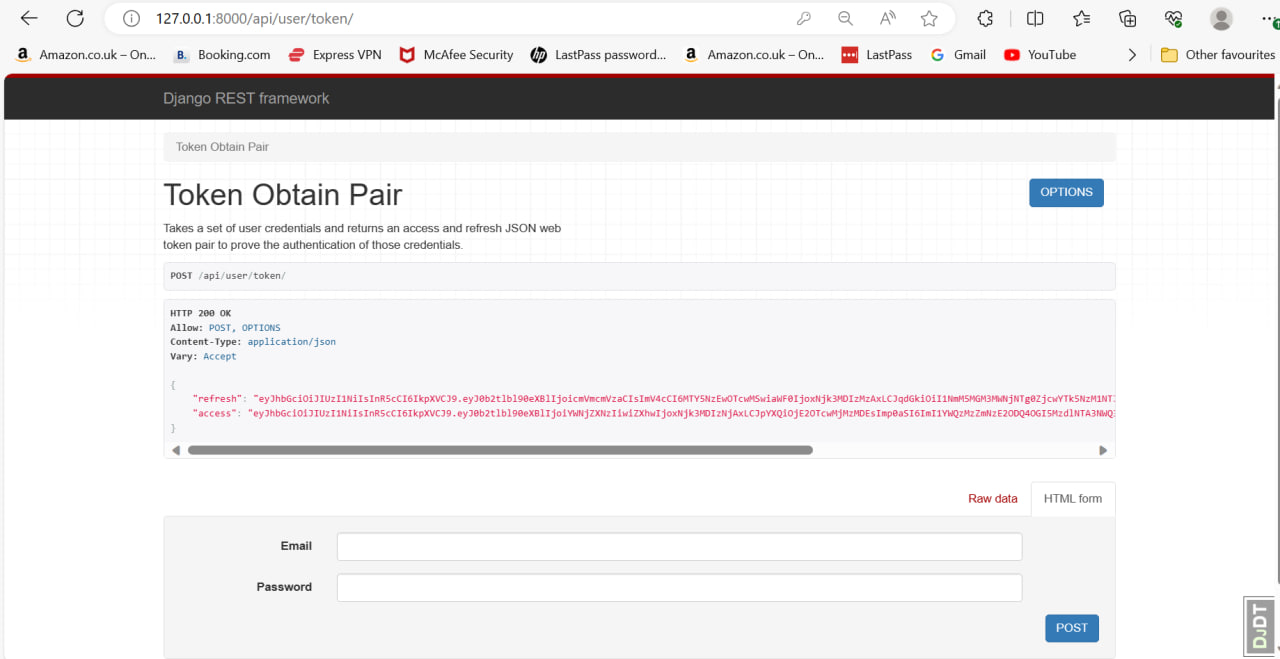 127.0.0.1:8000/api/user/token/
Amazon.co.uk – On... B. Booking.com Express VPN McAfee Security hp LastPass password... a Amazon.co.uk – On... LastPass G Gmail YouTube Other favourites
Django REST framework
Token Obtain Pair
Token Obtain Pair
OPTIONS
Takes a set of user credentials and returns an access and refresh JSON web
token pair to prove the authentication of those credentials.
POST /api/user/token/
HTTP 200 OK
Allow: POST, OPTIONS
Content-Type: application/json
Vary: Accept
{
"refresh":
"access":
}
Raw data
HTML form
Email
Password
POST
DJDT